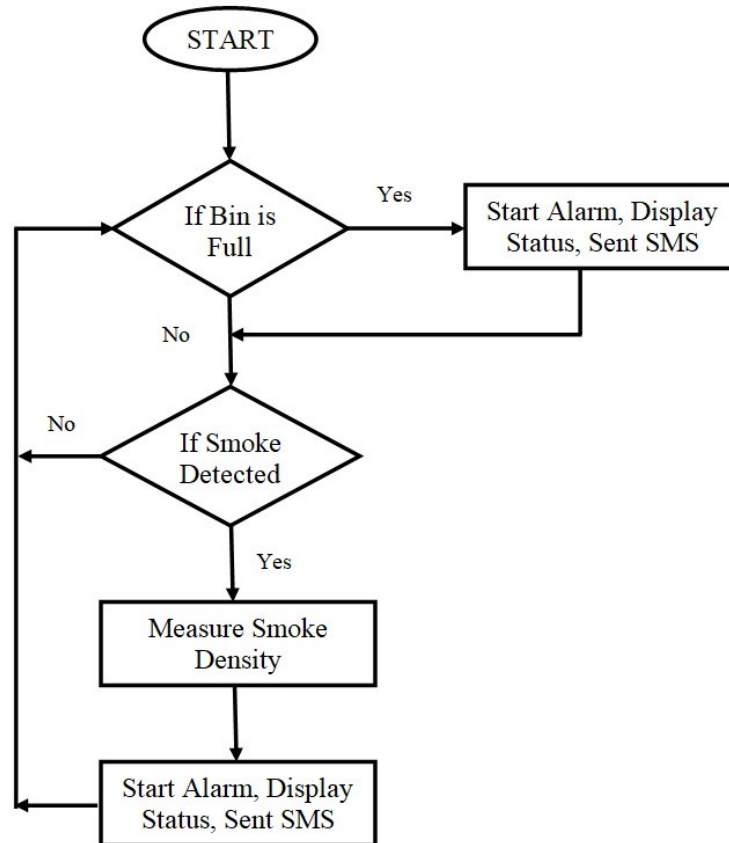 START
If Bin is
Full
Yes
Start Alarm, Display
Status, Sent SMS
No
If Smoke
Detected
No
Yes
Measure Smoke
Density
Start Alarm, Display
Status, Sent SMS